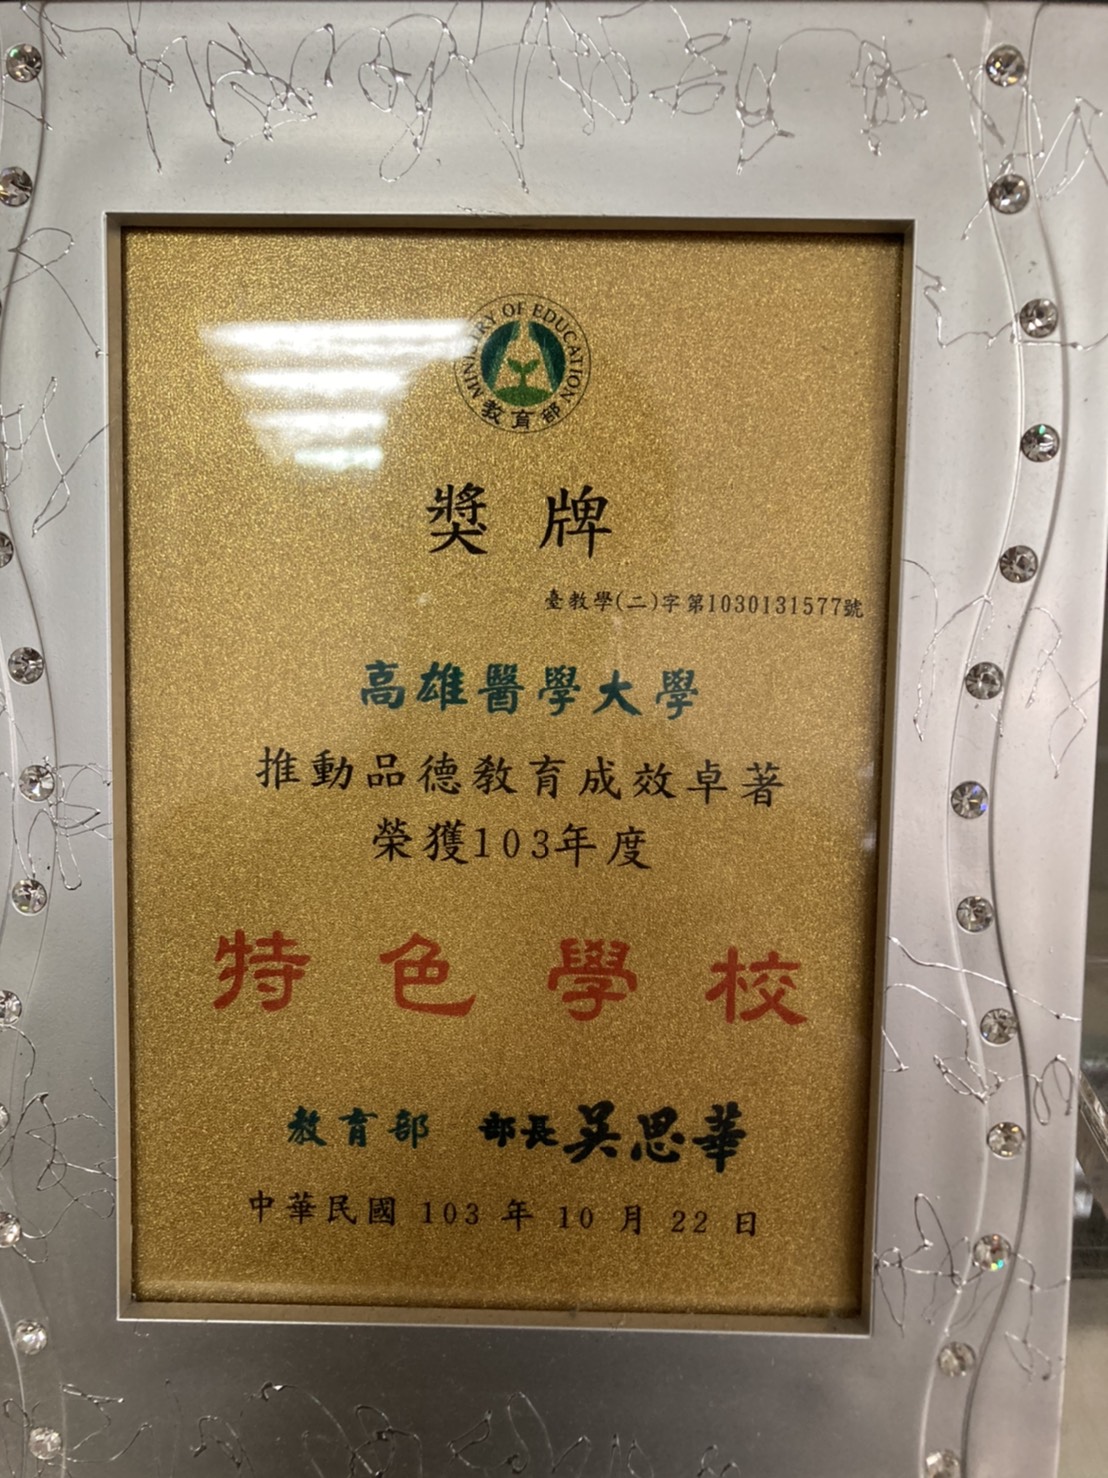 MINISTRY OF EDUCATION
教育部
獎牌
臺教學(二)字第1030131577號
高雄醫學大學
推動品德教育成效卓著
榮獲103年度
特色學校
教育部 部長吳思華
中華民國 103 年 10 月 22 日